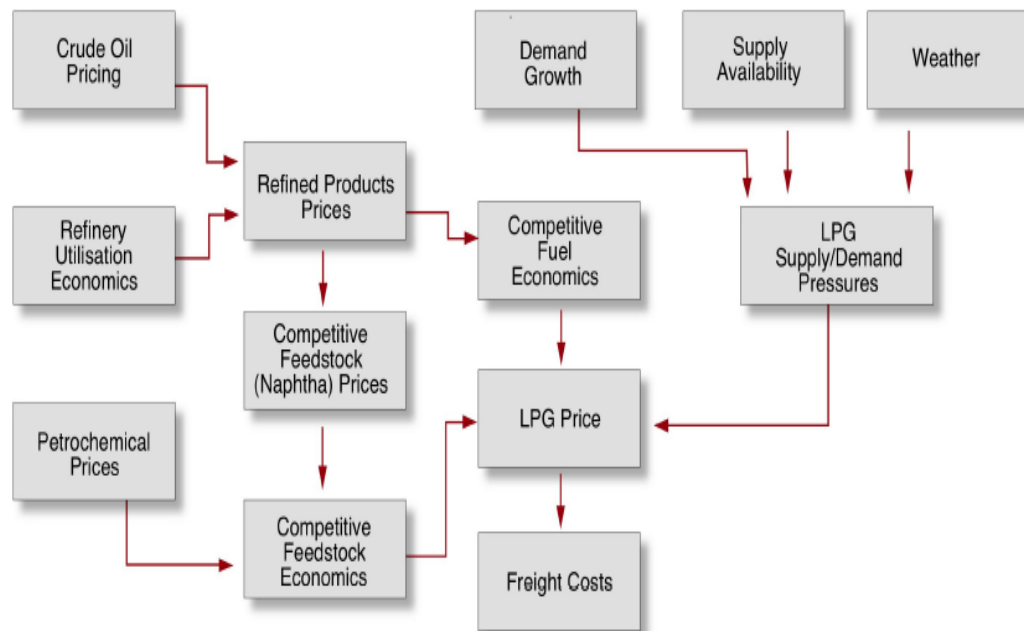 Crude Oil
Pricing
Demand
Growth
Supply
Availability
Weather
Refined Products
Prices
Refinery
Utilisation
Economics
Competitive
Fuel
Economics
LPG
Supply/Demand
Pressures
Competitive
Feedstock
(Naphtha) Prices
LPG Price
Petrochemical
Prices
Competitive
Feedstock
Economics
Freight Costs